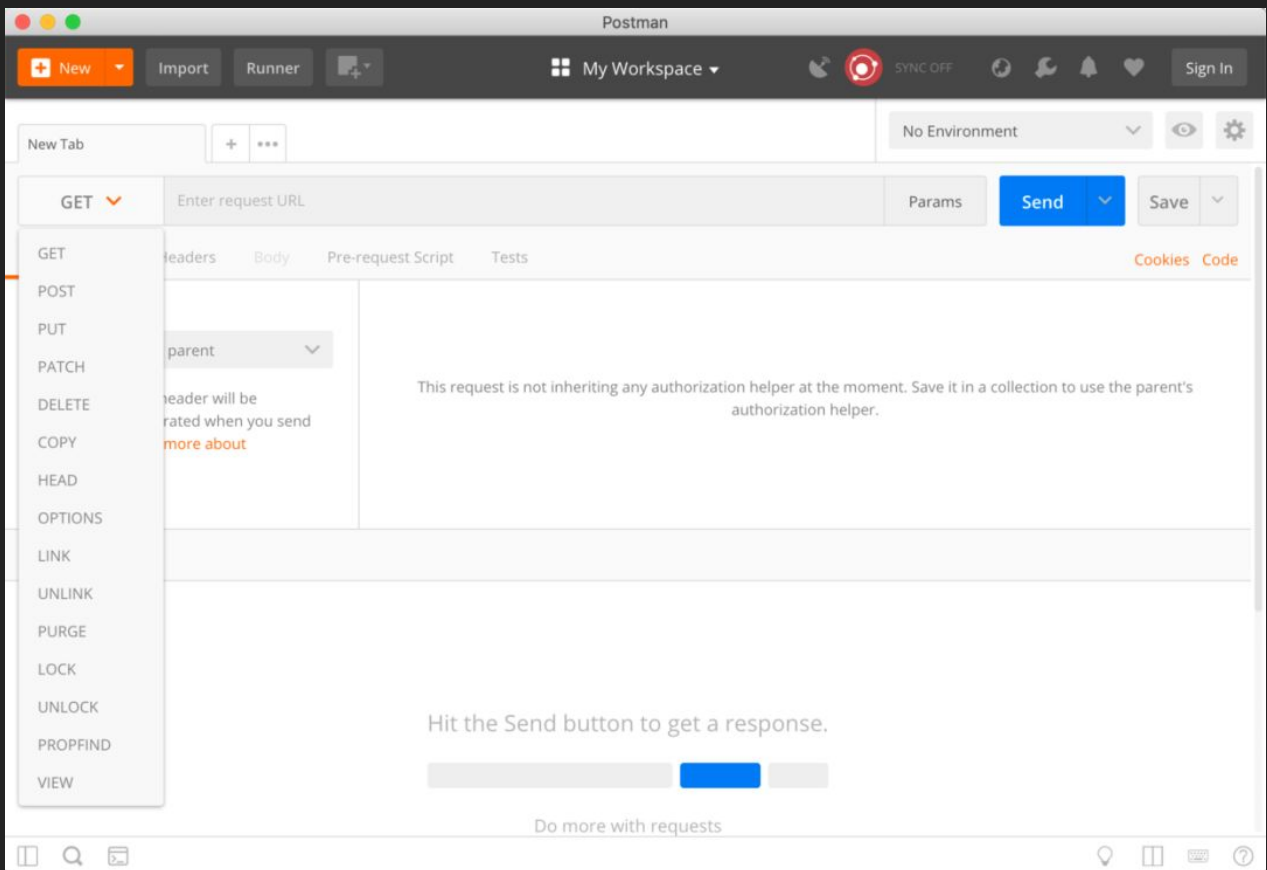 Postman
New
Import
Runner
My Workspace
SYNC OFF
Sign In
New Tab
No Environment
GET
Enter request URL
Params
Send
Save
Body
Pre-request Script
Tests
Cookies
Code
GET
POST
PUT
PATCH
DELETE
COPY
HEAD
OPTIONS
LINK
UNLINK
PURGE
LOCK
UNLOCK
PROPFIND
VIEW
parent
will be
when you send
more about
This request is not inheriting any authorization helper at the moment. Save it in a collection to use the parent's
authorization helper.
Hit the Send button to get a response.
Do more with requests